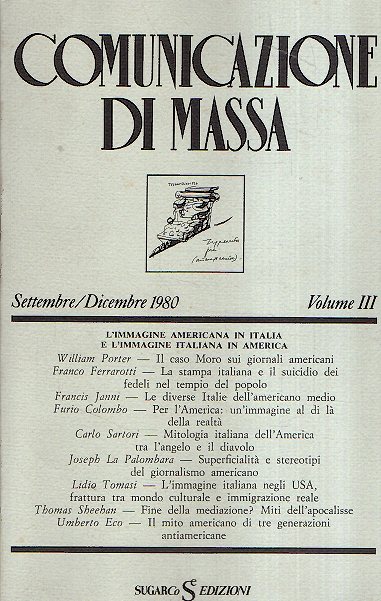 COMUNICAZIONE
DI MASSA
Settembre/Dicembre 1980 Volume III
L'IMMAGINE AMERICANA IN ITALIA
E L'IMMAGINE ITALIANA IN AMERICA
William Porter — Il caso Moro sui giornali americani
Franco Ferrarotti — La stampa italiana e il suicidio dei
fedeli nel tempio del popolo
Francis Janni — Le diverse Italie dell'americano medio
Furio Colombo — Per l'America: un'immagine al di là
della realtà
Carlo Sartori — Mitologia italiana dell'America
tra l'angelo e il diavolo
Joseph La Palombara — Superficialità e stereotipi
del giornalismo americano
Lidio Tomasi — L'immagine italiana negli USA,
frattura tra mondo culturale e immigrazione reale
Thomas Sheehan — Fine della mediazione? Miti dell'apocalisse
Umberto Eco — Il mito americano di tre generazioni
antiamericane
SUGARCo Se EDIZIONI